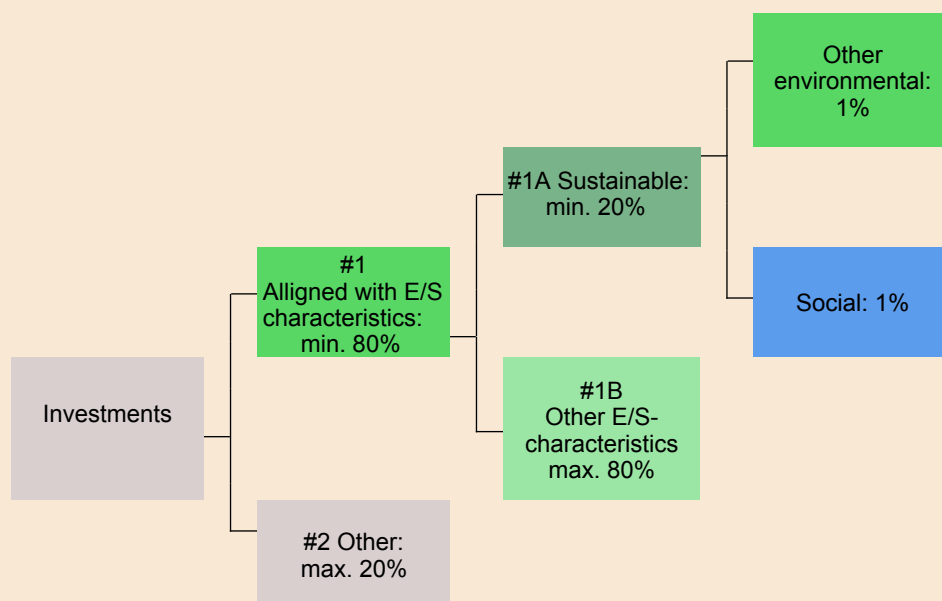 Investments
#1
Alligned with E/S
characteristics:
min. 80%
#2 Other:
max. 20%
#1A Sustainable:
min. 20%
#1B
Other E/S-
characteristics
max. 80%
Other
environmental:
1%
Social: 1%